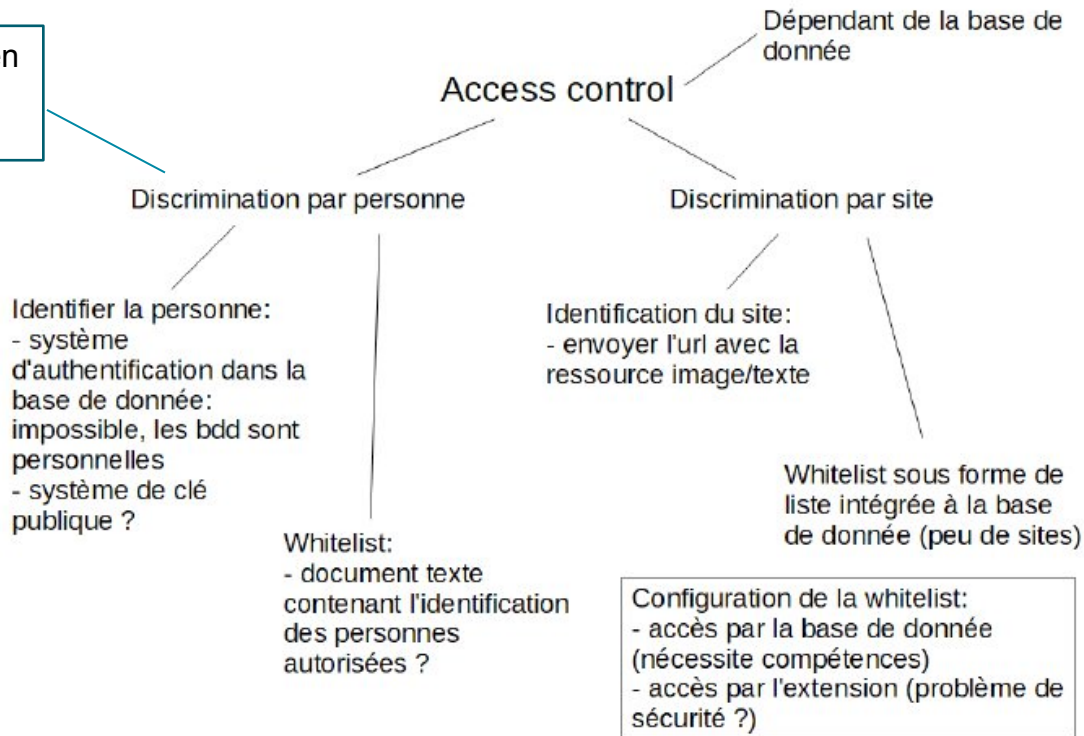 en
Dépendant de la base de
donnée
Access control
Discrimination par personne
Discrimination par site
Identifier la personne:
- système
d'authentification dans la
base de donnée:
impossible, les bdd sont
personnelles
- système de clé
publique ?
Whitelist:
- document texte
contenant l'identification
des personnes
autorisées ?
Identification du site:
- envoyer l'url avec la
ressource image/texte
Whitelist sous forme de
liste intégrée à la base
de donnée (peu de sites)
Configuration de la whitelist:
- accès par la base de donnée
(nécessite compétences)
- accès par l'extension (problème de
sécurité ?)